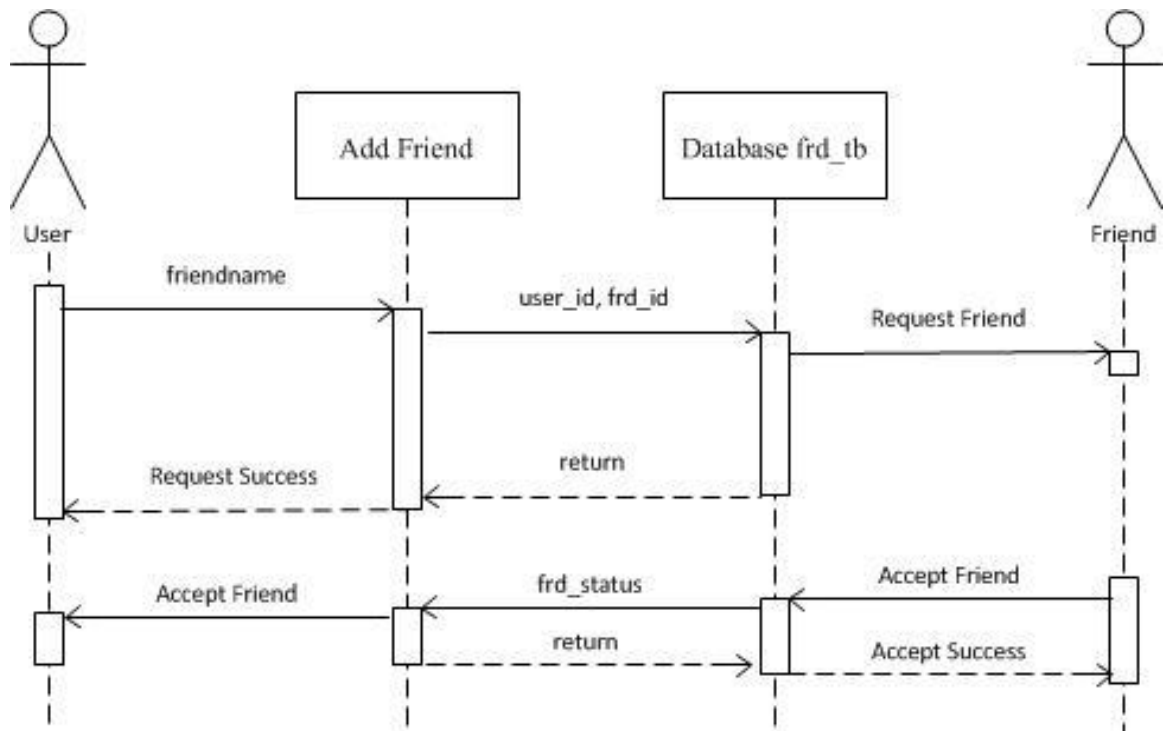 Add Friend
Database frd_tb
User
Friend
friendname
user_id, frd_id
Request Friend
return
Request Success
Accept Friend
frd_status
Accept Friend
return
Accept Success